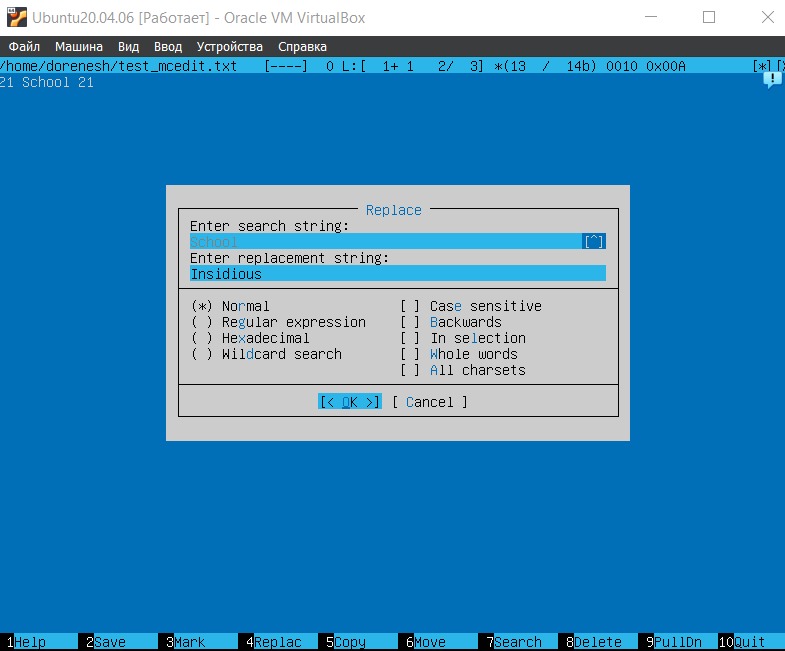 Ubuntu20.04.06 [Работает] - Oracle VM VirtualBox
Файл Машина Вид Ввод Устройства Справка
/home/dorenesh/test_mcedit.txt [----] 0 L:[ 1+ 1 2/ 3] *(13 / 14b) 0010 0x00A [*][X
21 School 21
Replace
Enter search string:
School [^]
Enter replacement string:
Insidious
(*) Normal [ ] Case sensitive
( ) Regular expression [ ] Backwards
( ) Hexadecimal [ ] In selection
( ) Wildcard search [ ] Whole words
[ ] All charsets
[< OK >] [ Cancel ]
1Help 2Save 3Mark 4Replac 5Copy 6Move 7Search 8Delete 9PullDn 10Quit